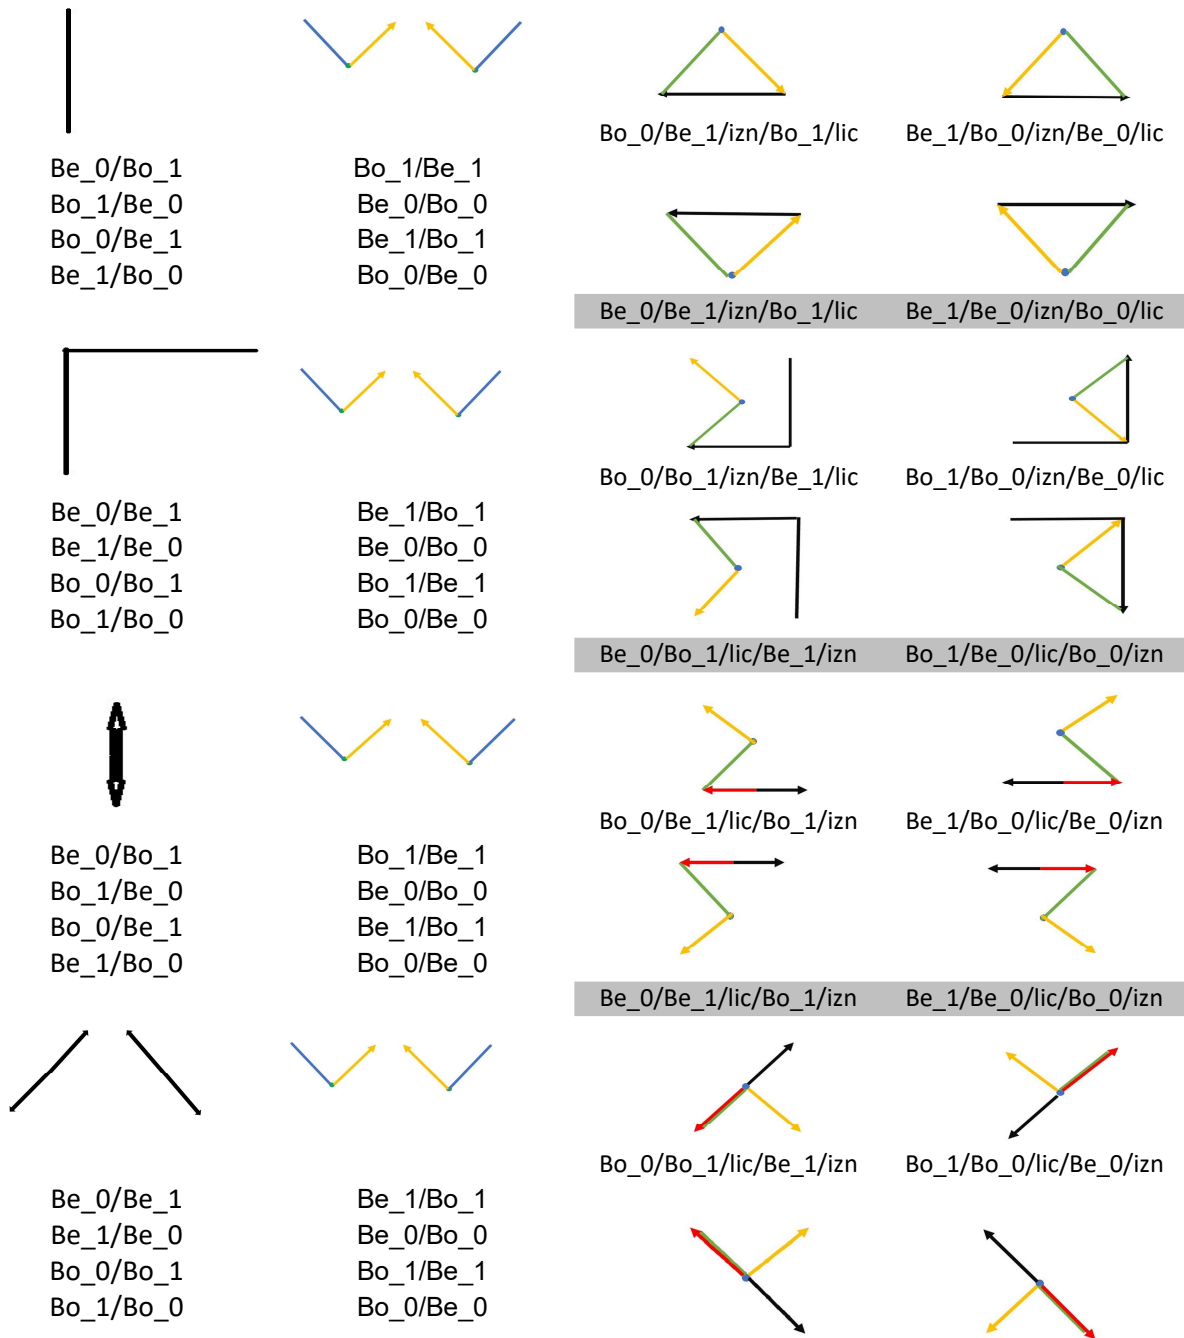 Bo_0/Be_1/izn/Bo_1/lic Be_1/Bo_0/izn/Be_0/lic
Be_0/Bo_1 Bo_1/Be_1
Bo_1/Be_0 Be_0/Bo_0
Bo_0/Be_1 Be_1/Bo_1
Be_1/Bo_0 Bo_0/Be_0
Be_0/Be_1/izn/Bo_1/lic Be_1/Be_0/izn/Bo_0/lic
Bo_0/Bo_1/izn/Be_1/lic Bo_1/Bo_0/izn/Be_0/lic
Be_0/Be_1 Be_1/Bo_1
Be_1/Be_0 Be_0/Bo_0
Bo_0/Bo_1 Bo_1/Be_1
Bo_1/Bo_0 Bo_0/Be_0
Be_0/Bo_1/lic/Be_1/izn Bo_1/Be_0/lic/Bo_0/izn
Bo_0/Be_1/lic/Bo_1/izn Be_1/Bo_0/lic/Be_0/izn
Be_0/Bo_1 Bo_1/Be_1
Bo_1/Be_0 Be_0/Bo_0
Bo_0/Be_1 Be_1/Bo_1
Be_1/Bo_0 Bo_0/Be_0
Be_0/Be_1/lic/Bo_1/izn Be_1/Be_0/lic/Bo_0/izn
Bo_0/Bo_1/lic/Be_1/izn Bo_1/Bo_0/lic/Be_0/izn
Be_0/Be_1 Be_1/Bo_1
Be_1/Be_0 Be_0/Bo_0
Bo_0/Bo_1 Bo_1/Be_1
Bo_1/Bo_0 Bo_0/Be_0